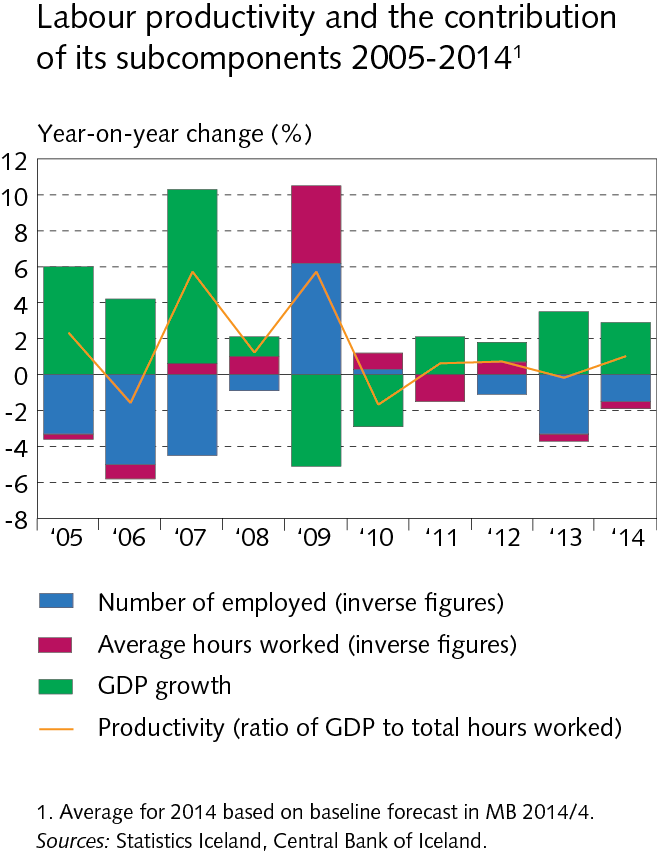 Labour productivity and the contribution
of its subcomponents 2005-2014¹
Year-on-year change (%)
12
10
8
6
4
2
0
-2
-4
-6
-8
‘05 ‘06 ‘07 ‘08 ‘09 ‘10 ‘11 ‘12 ‘13 ‘14
Number of employed (inverse figures)
Average hours worked (inverse figures)
GDP growth
Productivity (ratio of GDP to total hours worked)
1. Average for 2014 based on baseline forecast in MB 2014/4.
Sources: Statistics Iceland, Central Bank of Iceland.